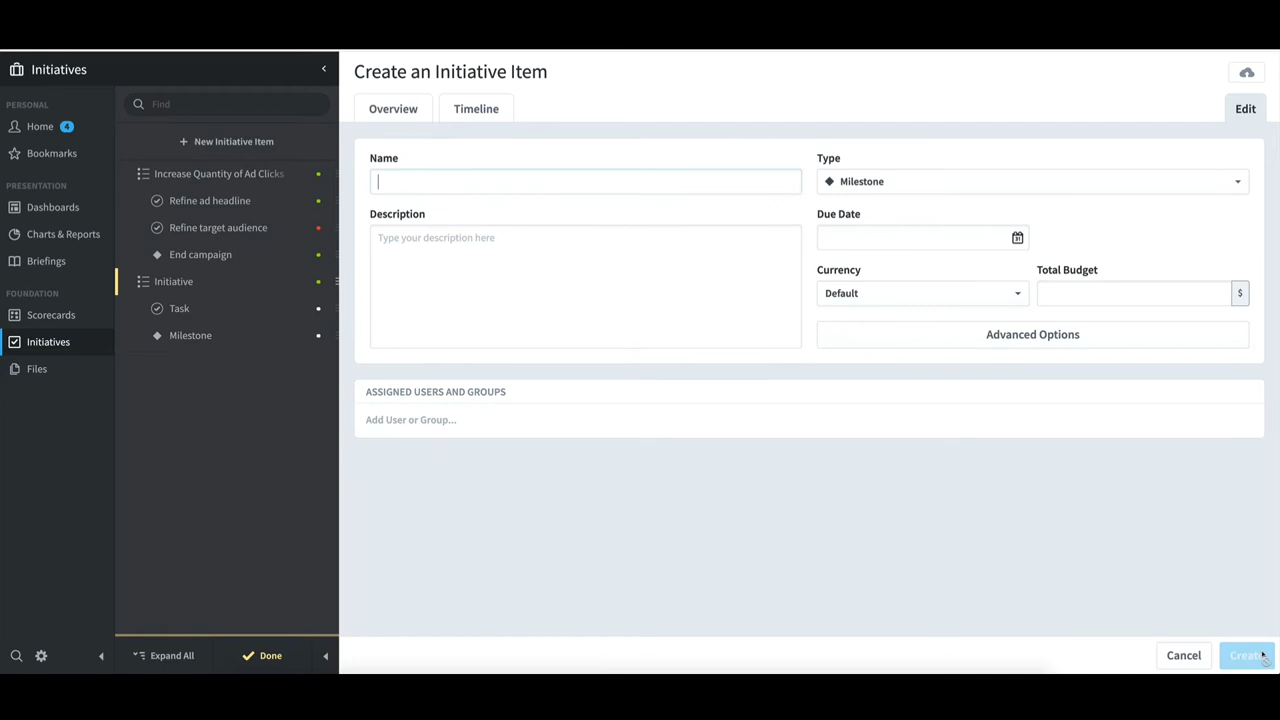 Initiatives
PERSONAL
Home 4
Bookmarks
PRESENTATION
Dashboards
Charts & Reports
Briefings
FOUNDATION
Scorecards
Initiatives
Files
Find
+ New Initiative Item
Increase Quantity of Ad Clicks
Refine ad headline
Refine target audience
End campaign
Initiative
Task
Milestone
Expand All
Done
Create an Initiative Item
Overview
Timeline
Edit
Name
Type
Milestone
Description
Type your description here
Due Date
31
Currency
Total Budget
Default
$
Advanced Options
ASSIGNED USERS AND GROUPS
Add User or Group...
Cancel
Create